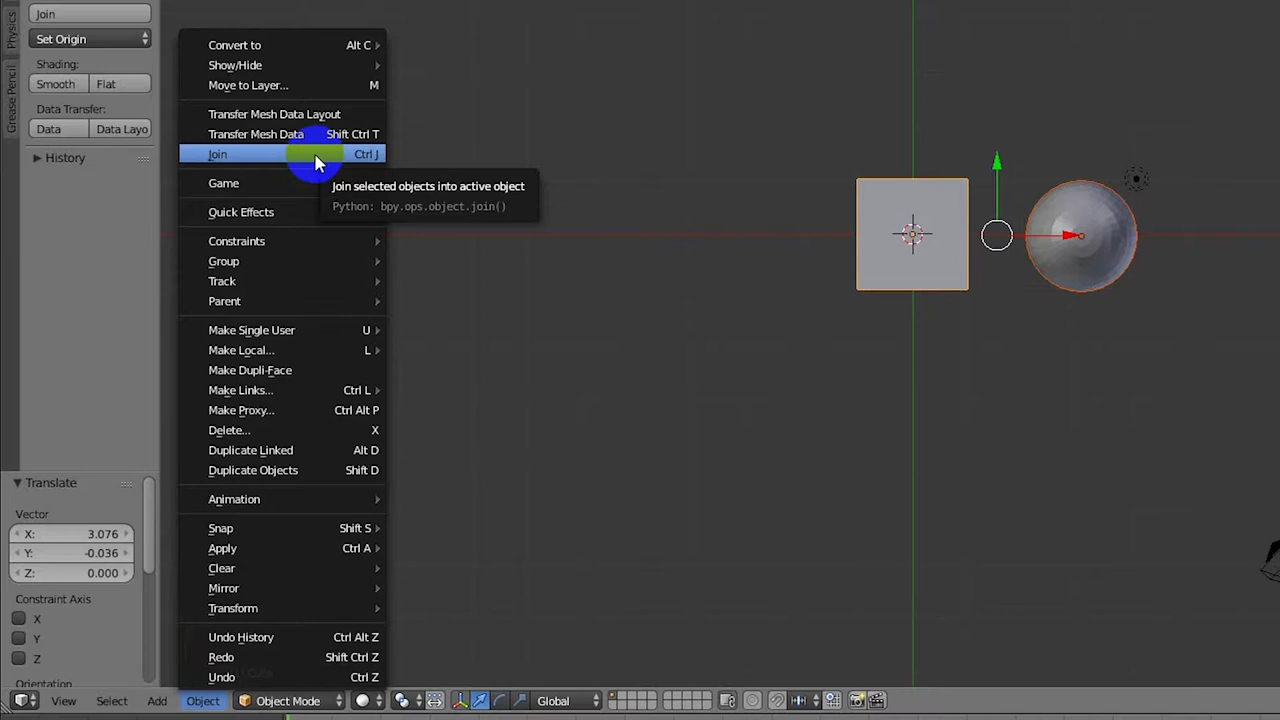 Physics
Grease Pencil
Join
Set Origin
Shading:
Smooth Flat
Data Transfer:
Data Data Layo
History
Translate
Vector
X: 3.076
Y: -0.036
Z: 0.000
Constraint Axis
X
Y
Z
Orientation
Convert to Alt C
Show/Hide
Move to Layer... M
Transfer Mesh Data Layout
Transfer Mesh Data Shift Ctrl T
Join Ctrl J
Game
Quick Effects
Constraints
Group
Track
Parent
Make Single User U
Make Local... L
Make Dupli-Face
Make Links... Ctrl L
Make Proxy... Ctrl Alt P
Delete... X
Duplicate Linked Alt D
Duplicate Objects Shift D
Animation
Snap Shift S
Apply Ctrl A
Clear
Mirror
Transform
Undo History Ctrl Alt Z
Redo Shift Ctrl Z
Undo Ctrl Z
Join selected objects into active object
Python: bpy.ops.object.join()
View Select Add Object Object Mode Global